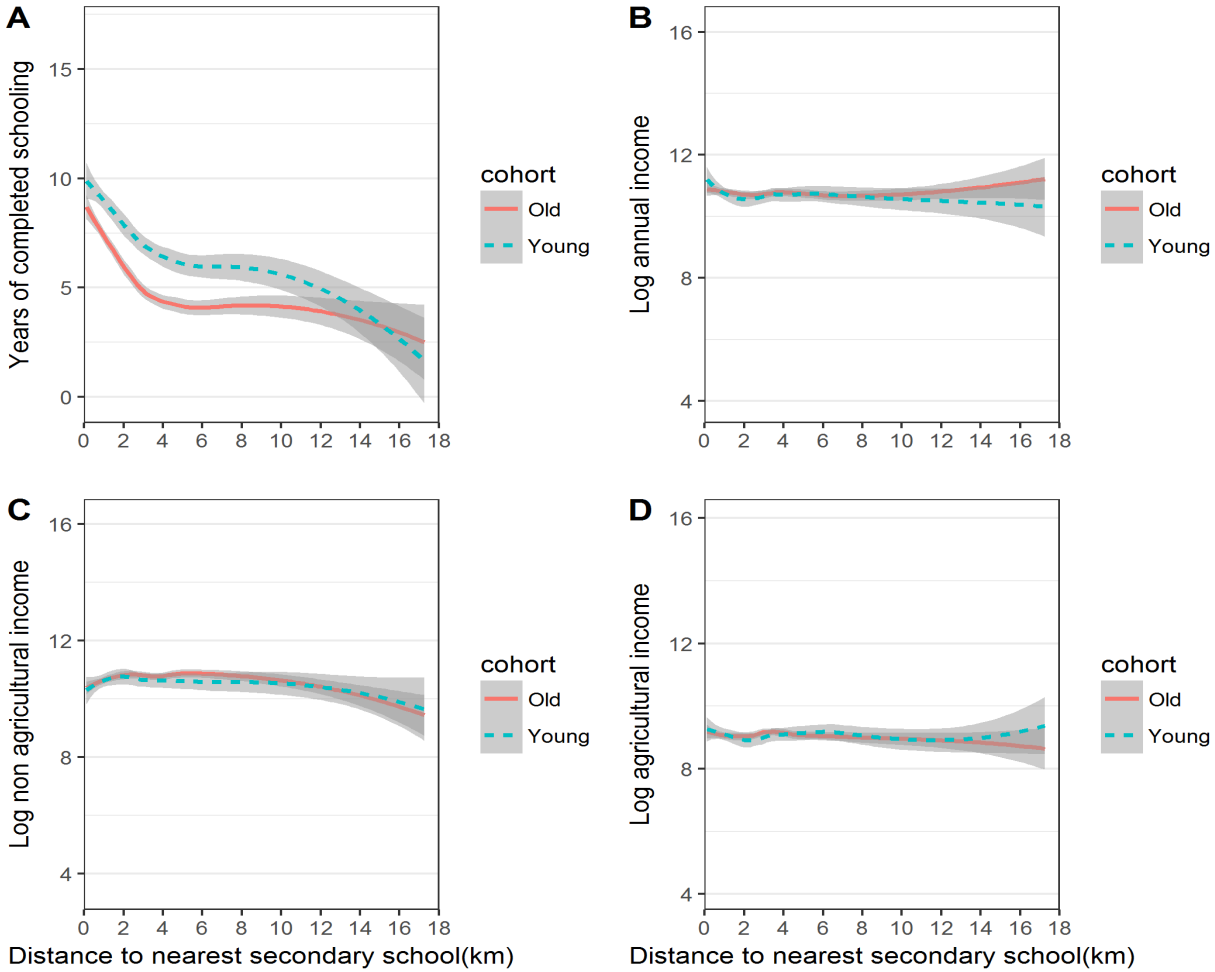 A
Years of completed schooling
15
10
5
0
0 2 4 6 8 10 12 14 16 18
cohort
Old
Young
B
Log annual income
16
12
8
4
0 2 4 6 8 10 12 14 16 18
cohort
Old
Young
C
Log non agricultural income
16
12
8
4
0 2 4 6 8 10 12 14 16 18
Distance to nearest secondary school(km)
cohort
Old
Young
D
Log agricultural income
16
12
8
4
0 2 4 6 8 10 12 14 16 18
Distance to nearest secondary school(km)
cohort
Old
Young